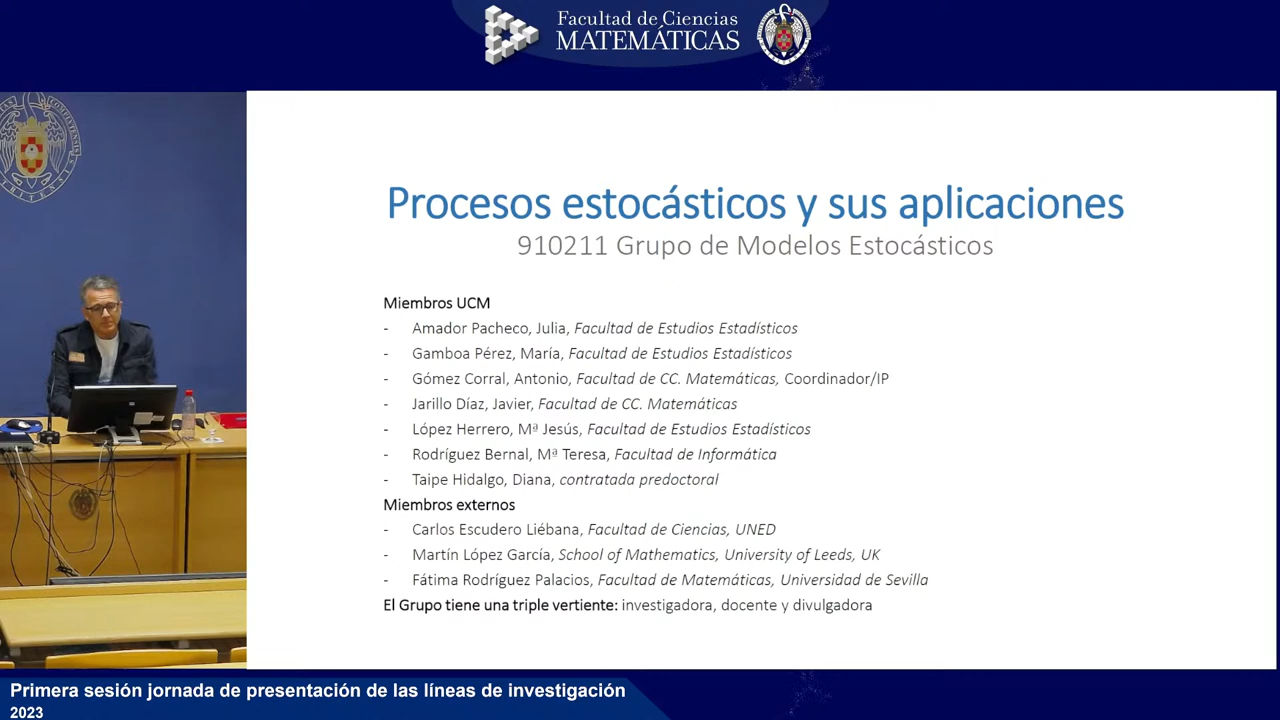 Facultad de Ciencias
MATEMÁTICAS
Procesos estocásticos y sus aplicaciones
910211 Grupo de Modelos Estocásticos
Miembros UCM
- Amador Pacheco, Julia, Facultad de Estudios Estadísticos
- Gamboa Pérez, María, Facultad de Estudios Estadísticos
- Gómez Corral, Antonio, Facultad de CC. Matemáticas, Coordinador/IP
- Jarillo Díaz, Javier, Facultad de CC. Matemáticas
- López Herrero, Mª Jesús, Facultad de Estudios Estadísticos
- Rodríguez Bernal, Mª Teresa, Facultad de Informática
- Taipe Hidalgo, Diana, contratada predoctoral
Miembros externos
- Carlos Escudero Liébana, Facultad de Ciencias, UNED
- Martín López García, School of Mathematics, University of Leeds, UK
- Fátima Rodríguez Palacios, Facultad de Matemáticas, Universidad de Sevilla
El Grupo tiene una triple vertiente: investigadora, docente y divulgadora
Primera sesión jornada de presentación de las líneas de investigación
2023